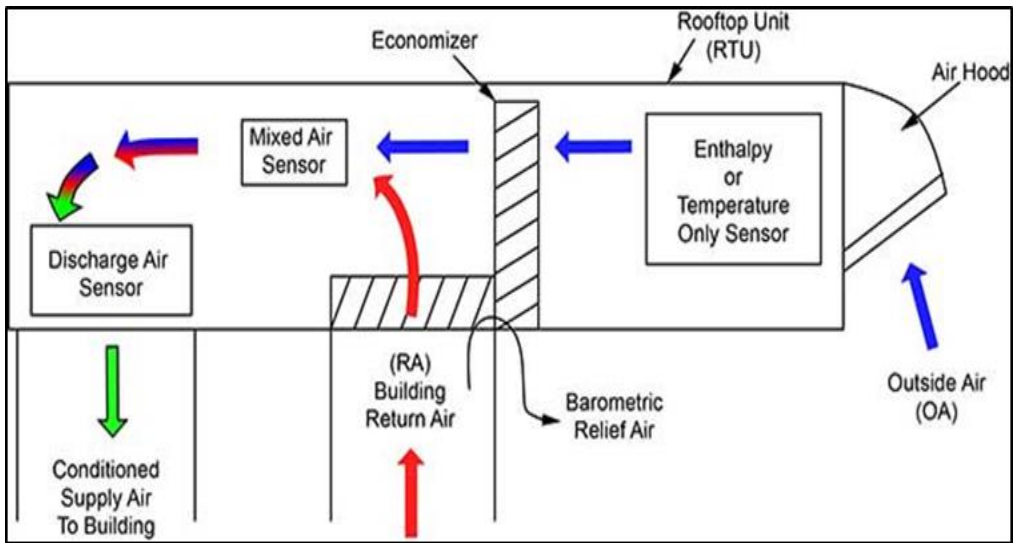 Rooftop Unit
(RTU)
Economizer
Air Hood
Mixed Air
Sensor
Enthalpy
or
Temperature
Only Sensor
Discharge Air
Sensor
(RA)
Building
Return Air
Barometric
Relief Air
Outside Air
(OA)
Conditioned
Supply Air
To Building